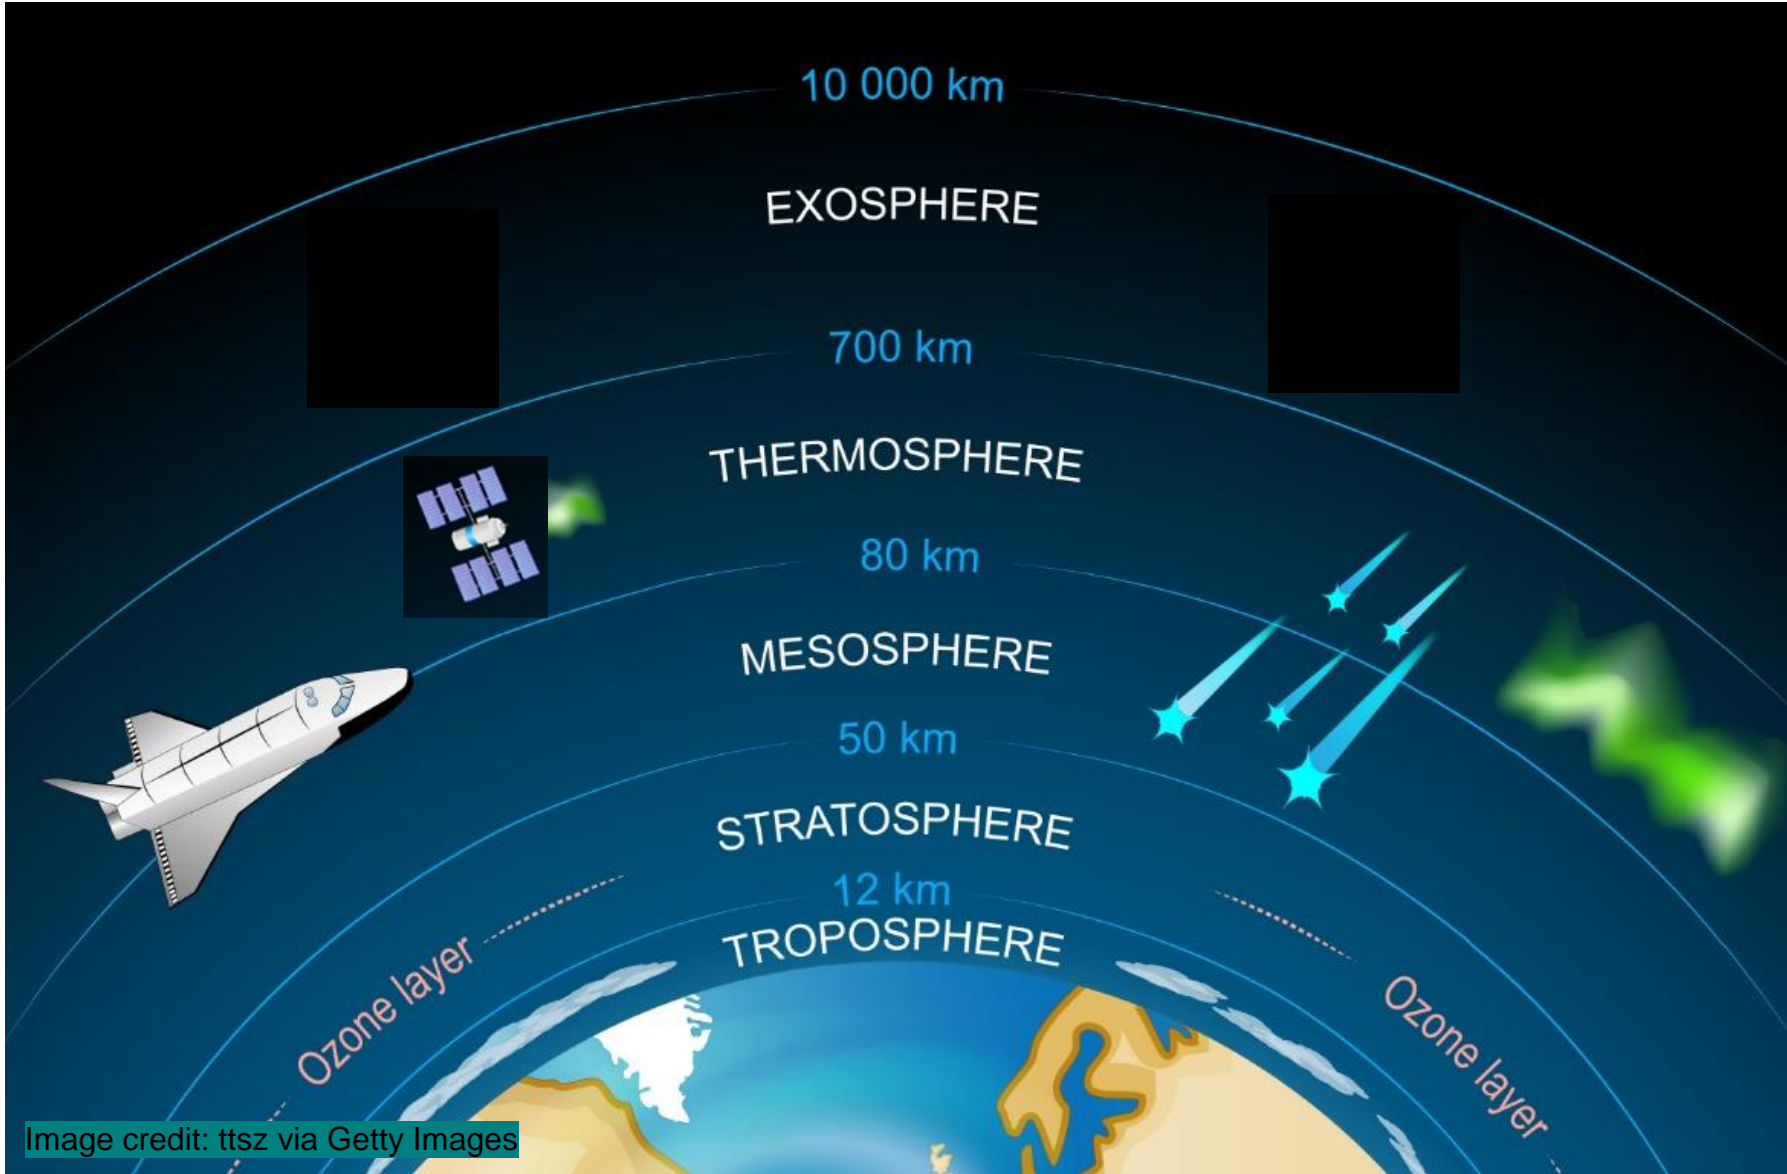 10 000 km
EXOSPHERE
700 km
THERMOSPHERE
80 km
MESOSPHERE
50 km
STRATOSPHERE
12 km
TROPOSPHERE
Ozone layer
Ozone layer
Image credit: ttsz via Getty Images